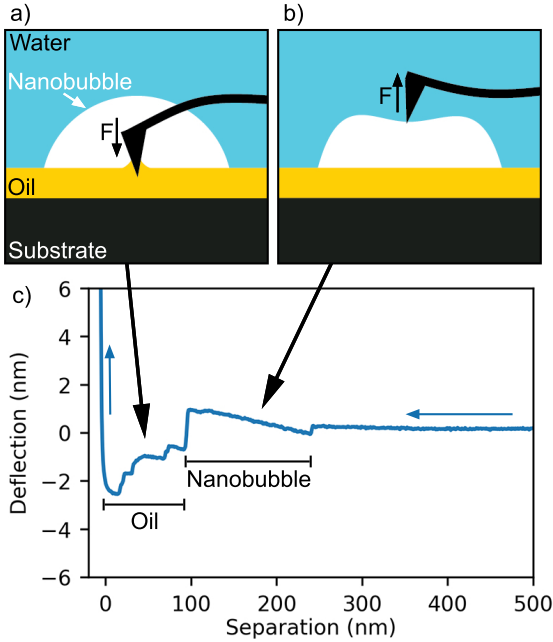 a)
b)
Water
Nanobubble
F
F
Oil
Substrate
c)
6
4
2
0
−2
−4
−6
Deflection (nm)
Nanobubble
Oil
0
100
200
300
400
500
Separation (nm)